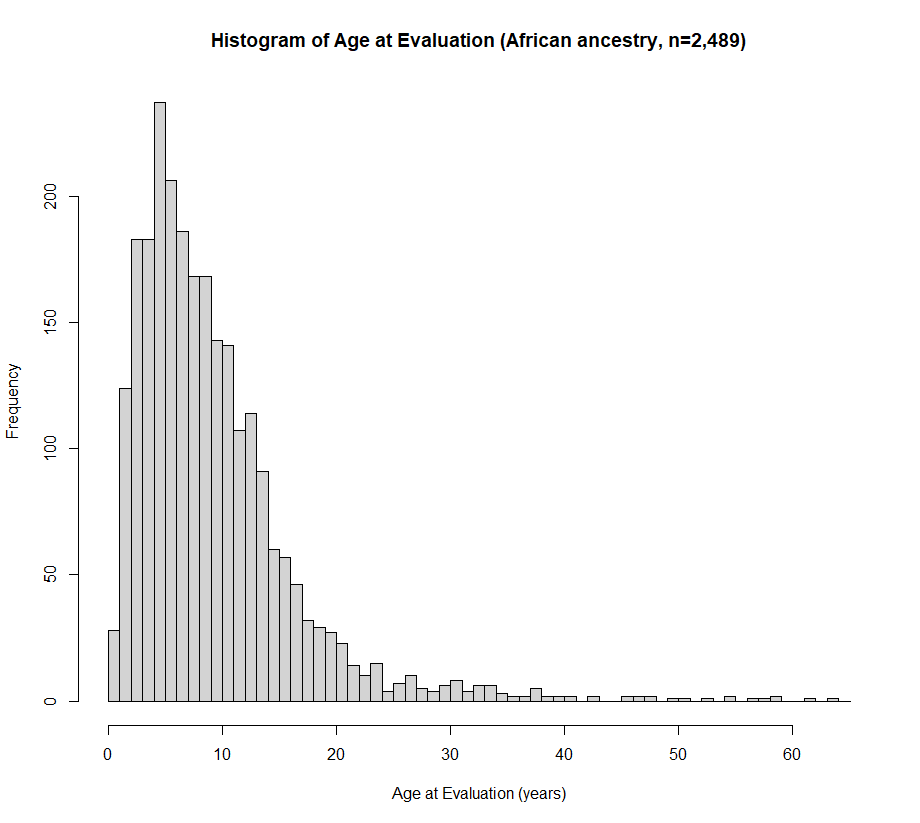 Histogram of Age at Evaluation (African ancestry, n=2,489)
Frequency
200
150
100
50
0
0 10 20 30 40 50 60
Age at Evaluation (years)